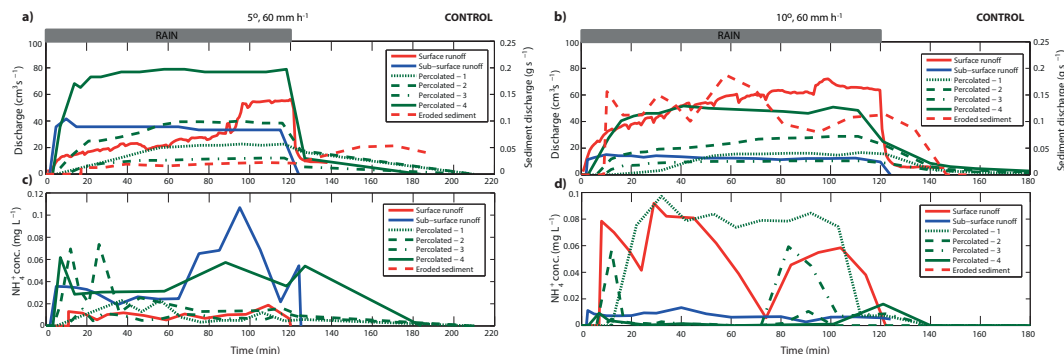 a) 5º, 60 mm h⁻¹ CONTROL
RAIN
100
80
60
40
20
0
Discharge (cm³s⁻¹)
0.25
0.2
0.15
0.1
0.05
0
Sediment discharge (g s⁻¹)
Surface runoff
Sub−surface runoff
Percolated − 1
Percolated − 2
Percolated − 3
Percolated − 4
Eroded sediment
0 20 40 60 80 100 120 140 160 180 200 220
b) 10º, 60 mm h⁻¹ CONTROL
RAIN
100
80
60
40
20
0
Discharge (cm³s⁻¹)
0.25
0.2
0.15
0.1
0.05
0
Sediment discharge (g s⁻¹)
Surface runoff
Sub−surface runoff
Percolated − 1
Percolated − 2
Percolated − 3
Percolated − 4
Eroded sediment
0 20 40 60 80 100 120 140 160 180
c)
0.12
0.1
0.08
0.06
0.04
0.02
0
NH₄⁺ conc. (mg L⁻¹)
Surface runoff
Sub−surface runoff
Percolated − 1
Percolated − 2
Percolated − 3
Percolated − 4
Eroded sediment
0 20 40 60 80 100 120 140 160 180 200 220
Time (min)
d)
0.1
0.08
0.06
0.04
0.02
0
NH₄⁺ conc. (mg L⁻¹)
Surface runoff
Sub−surface runoff
Percolated − 1
Percolated − 2
Percolated − 3
Percolated − 4
Eroded sediment
0 20 40 60 80 100 120 140 160 180
Time (min)